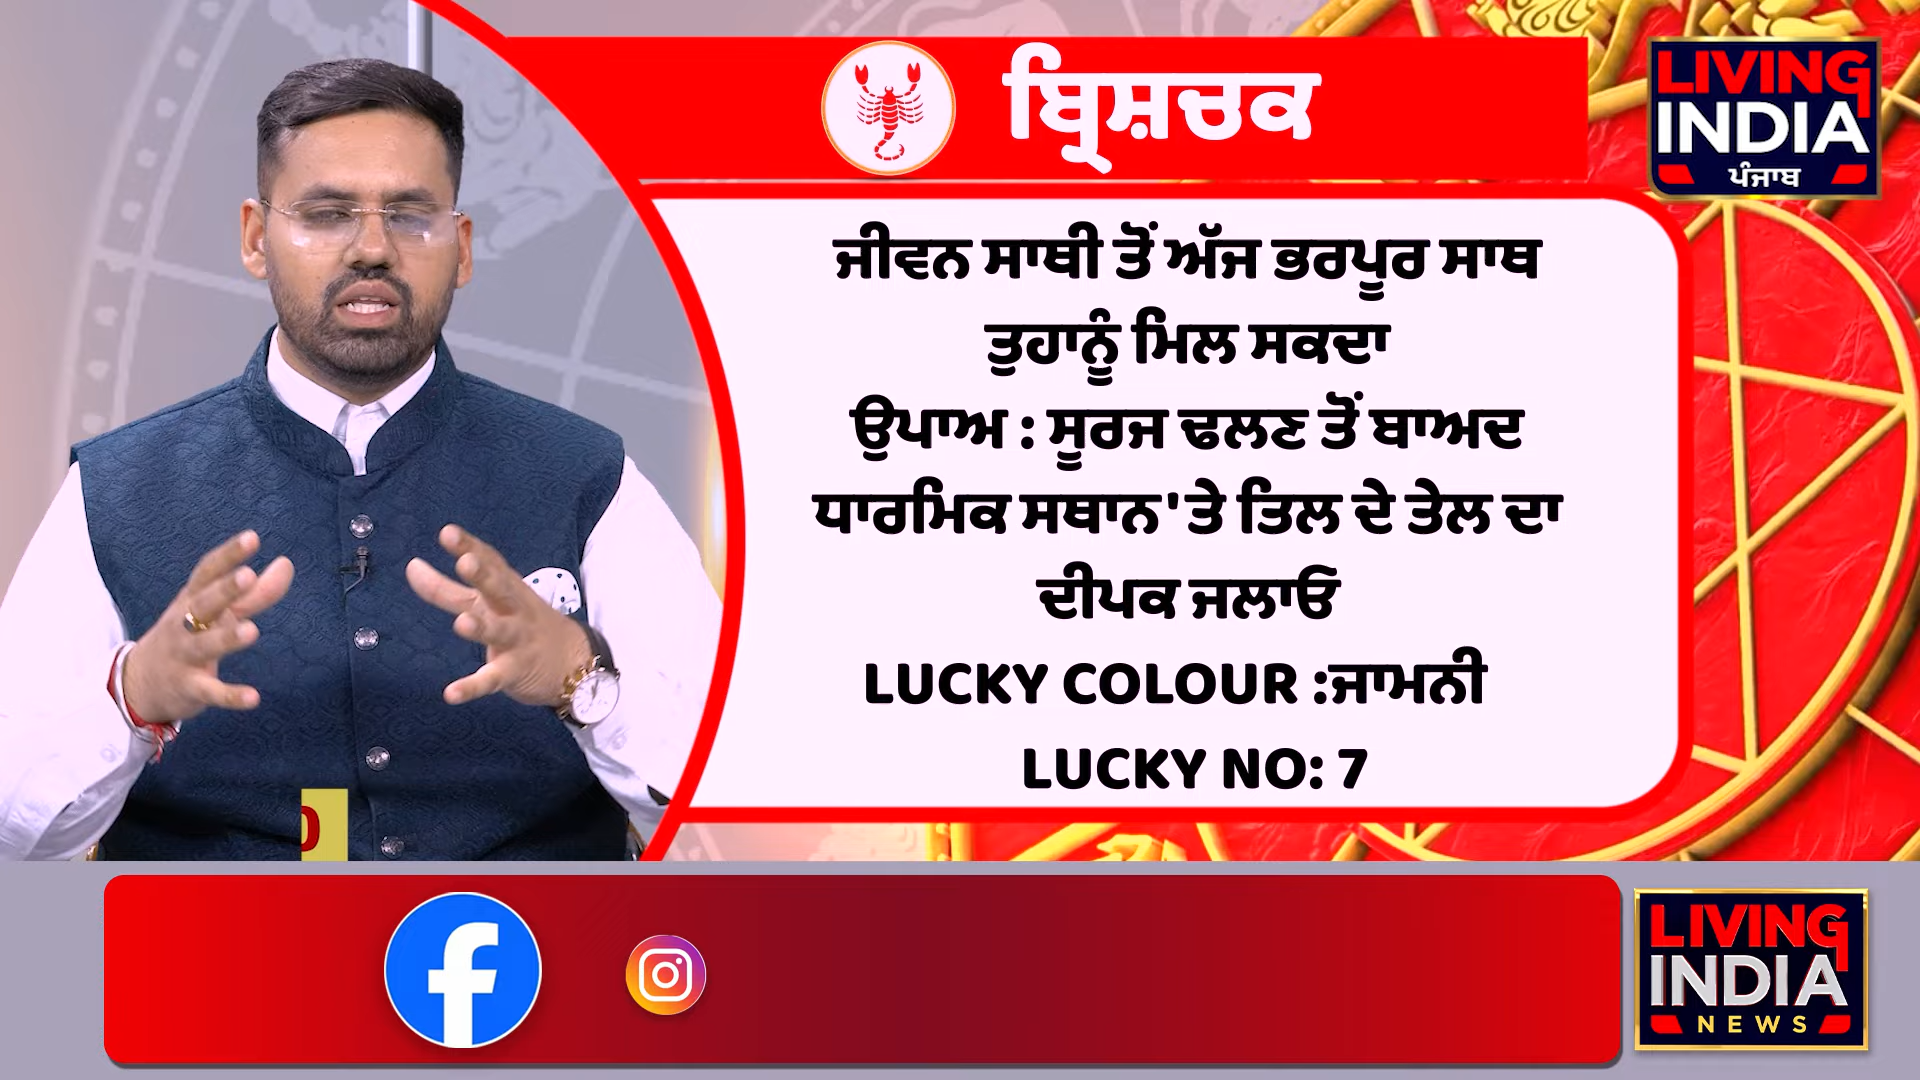 ਬ੍ਰਿਸ਼ਚਕ
LIVING
INDIA
ਪੰਜਾਬ
ਜੀਵਨ ਸਾਥੀ ਤੋਂ ਅੱਜ ਭਰਪੂਰ ਸਾਥ
ਤੁਹਾਨੂੰ ਮਿਲ ਸਕਦਾ
ਉਪਾਅ : ਸੂਰਜ ਢਲਣ ਤੋਂ ਬਾਅਦ
ਧਾਰਮਿਕ ਸਥਾਨ'ਤੇ ਤਿਲ ਦੇ ਤੇਲ ਦਾ
ਦੀਪਕ ਜਲਾਓ
LUCKY COLOUR :ਜਾਮਨੀ
LUCKY NO: 7
LIVING
INDIA
NEWS